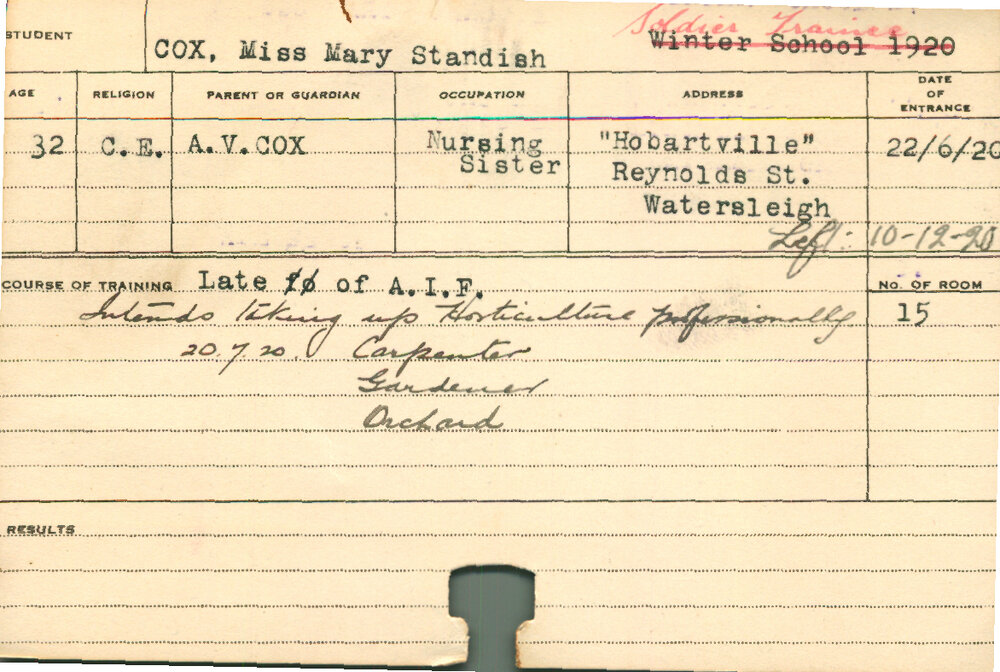 Soldier Trainee
STUDENT
COX, Miss Mary Standish
Winter School 1920
AGE RELIGION PARENT OR GUARDIAN OCCUPATION ADDRESS DATE OF ENTRANCE
32 C.E. A.V.COX Nursing Sister "Hobartville" 22/6/20
Reynolds St.
Watersleigh
Left: 10-12-20
COURSE OF TRAINING Late of A.I.F. No. OF ROOM
Intends taking up Horticulture professionally 15
20.7.20. Carpenter
Gardener
Orchard
RESULTS